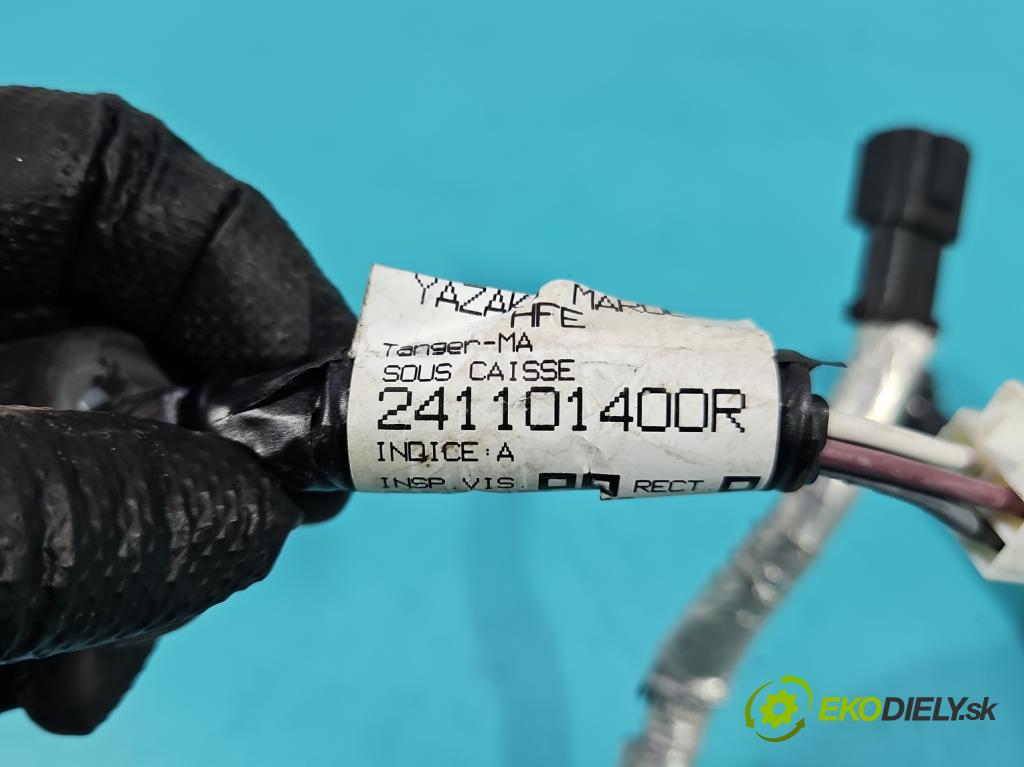 HFE
Tanger-MA
SOUS CAISSE
241101400R
INDICE:A
INSP.VIS. RECT.
EKODIELY.sk